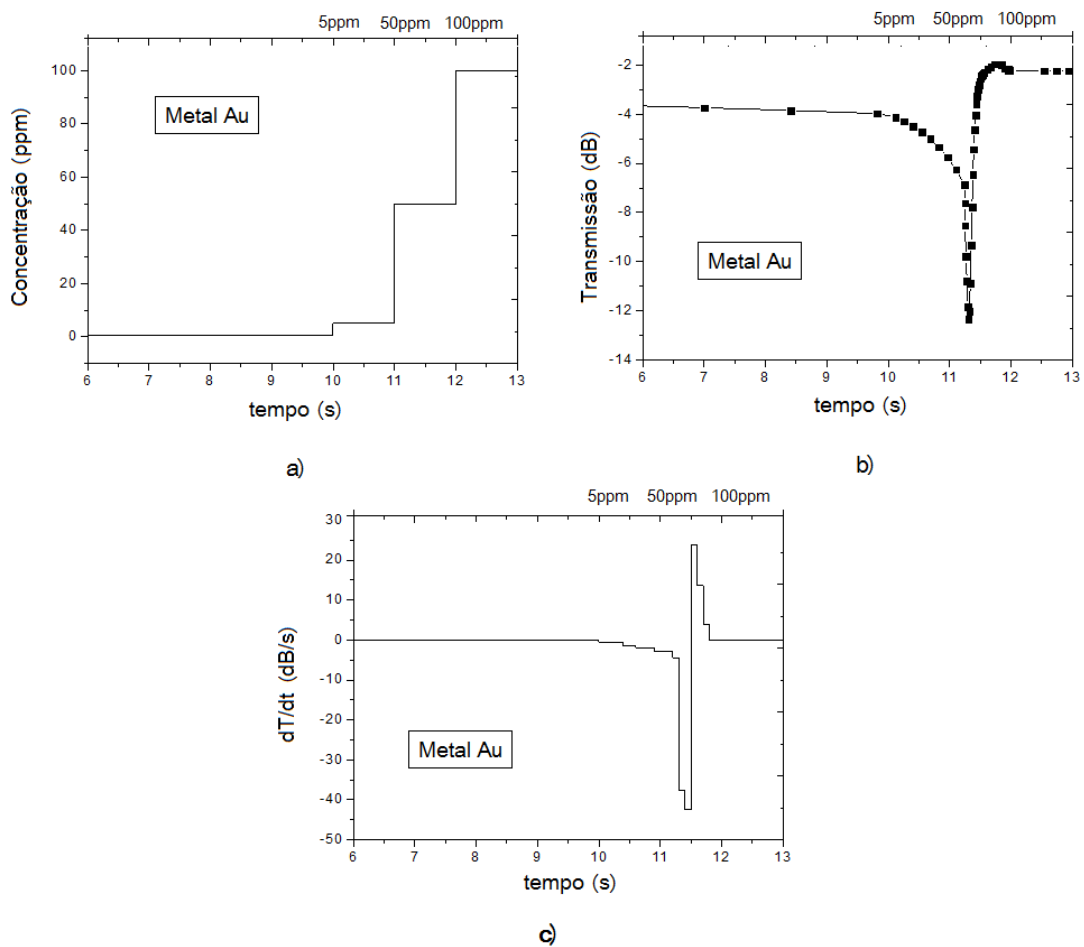 5ppm 50ppm 100ppm
100
80
60
40
20
0
Concentração (ppm)
Metal Au
6 7 8 9 10 11 12 13
tempo (s)
a)
5ppm 50ppm 100ppm
-2
-4
-6
-8
-10
-12
-14
Transmissão (dB)
Metal Au
6 7 8 9 10 11 12 13
tempo (s)
b)
5ppm 50ppm 100ppm
30
20
10
0
-10
-20
-30
-40
-50
dT/dt (dB/s)
Metal Au
6 7 8 9 10 11 12 13
tempo (s)
c)